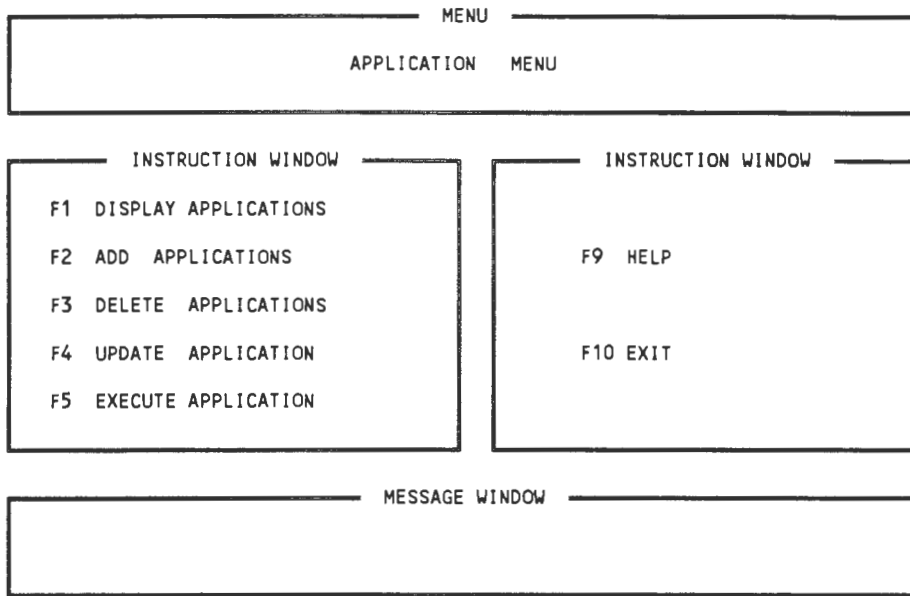 MENU
APPLICATION MENU
INSTRUCTION WINDOW
F1 DISPLAY APPLICATIONS
F2 ADD APPLICATIONS
F3 DELETE APPLICATIONS
F4 UPDATE APPLICATION
F5 EXECUTE APPLICATION
INSTRUCTION WINDOW
F9 HELP
F10 EXIT
MESSAGE WINDOW